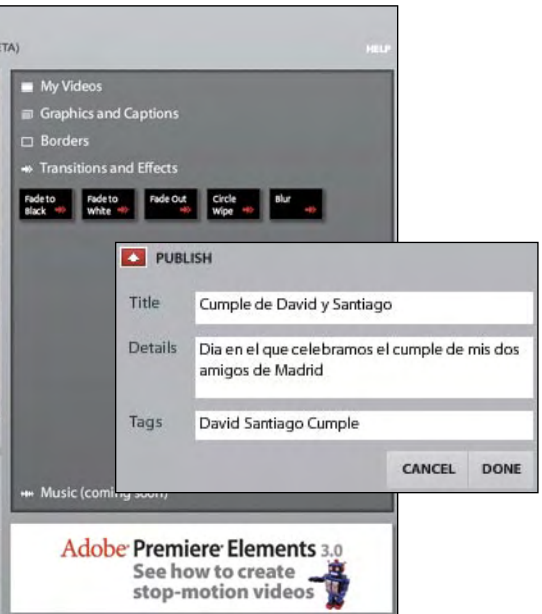 ETA)
HELP
My Videos
Graphics and Captions
Borders
Transitions and Effects
Fade to Black
Fade to White
Fade Out
Circle Wipe
Blur
PUBLISH
Title
Cumple de David y Santiago
Details
Dia en el que celebramos el cumple de mis dos
amigos de Madrid
Tags
David Santiago Cumple
CANCEL DONE
Music (coming soon)
Adobe Premiere Elements 3.0
See how to create
stop-motion videos